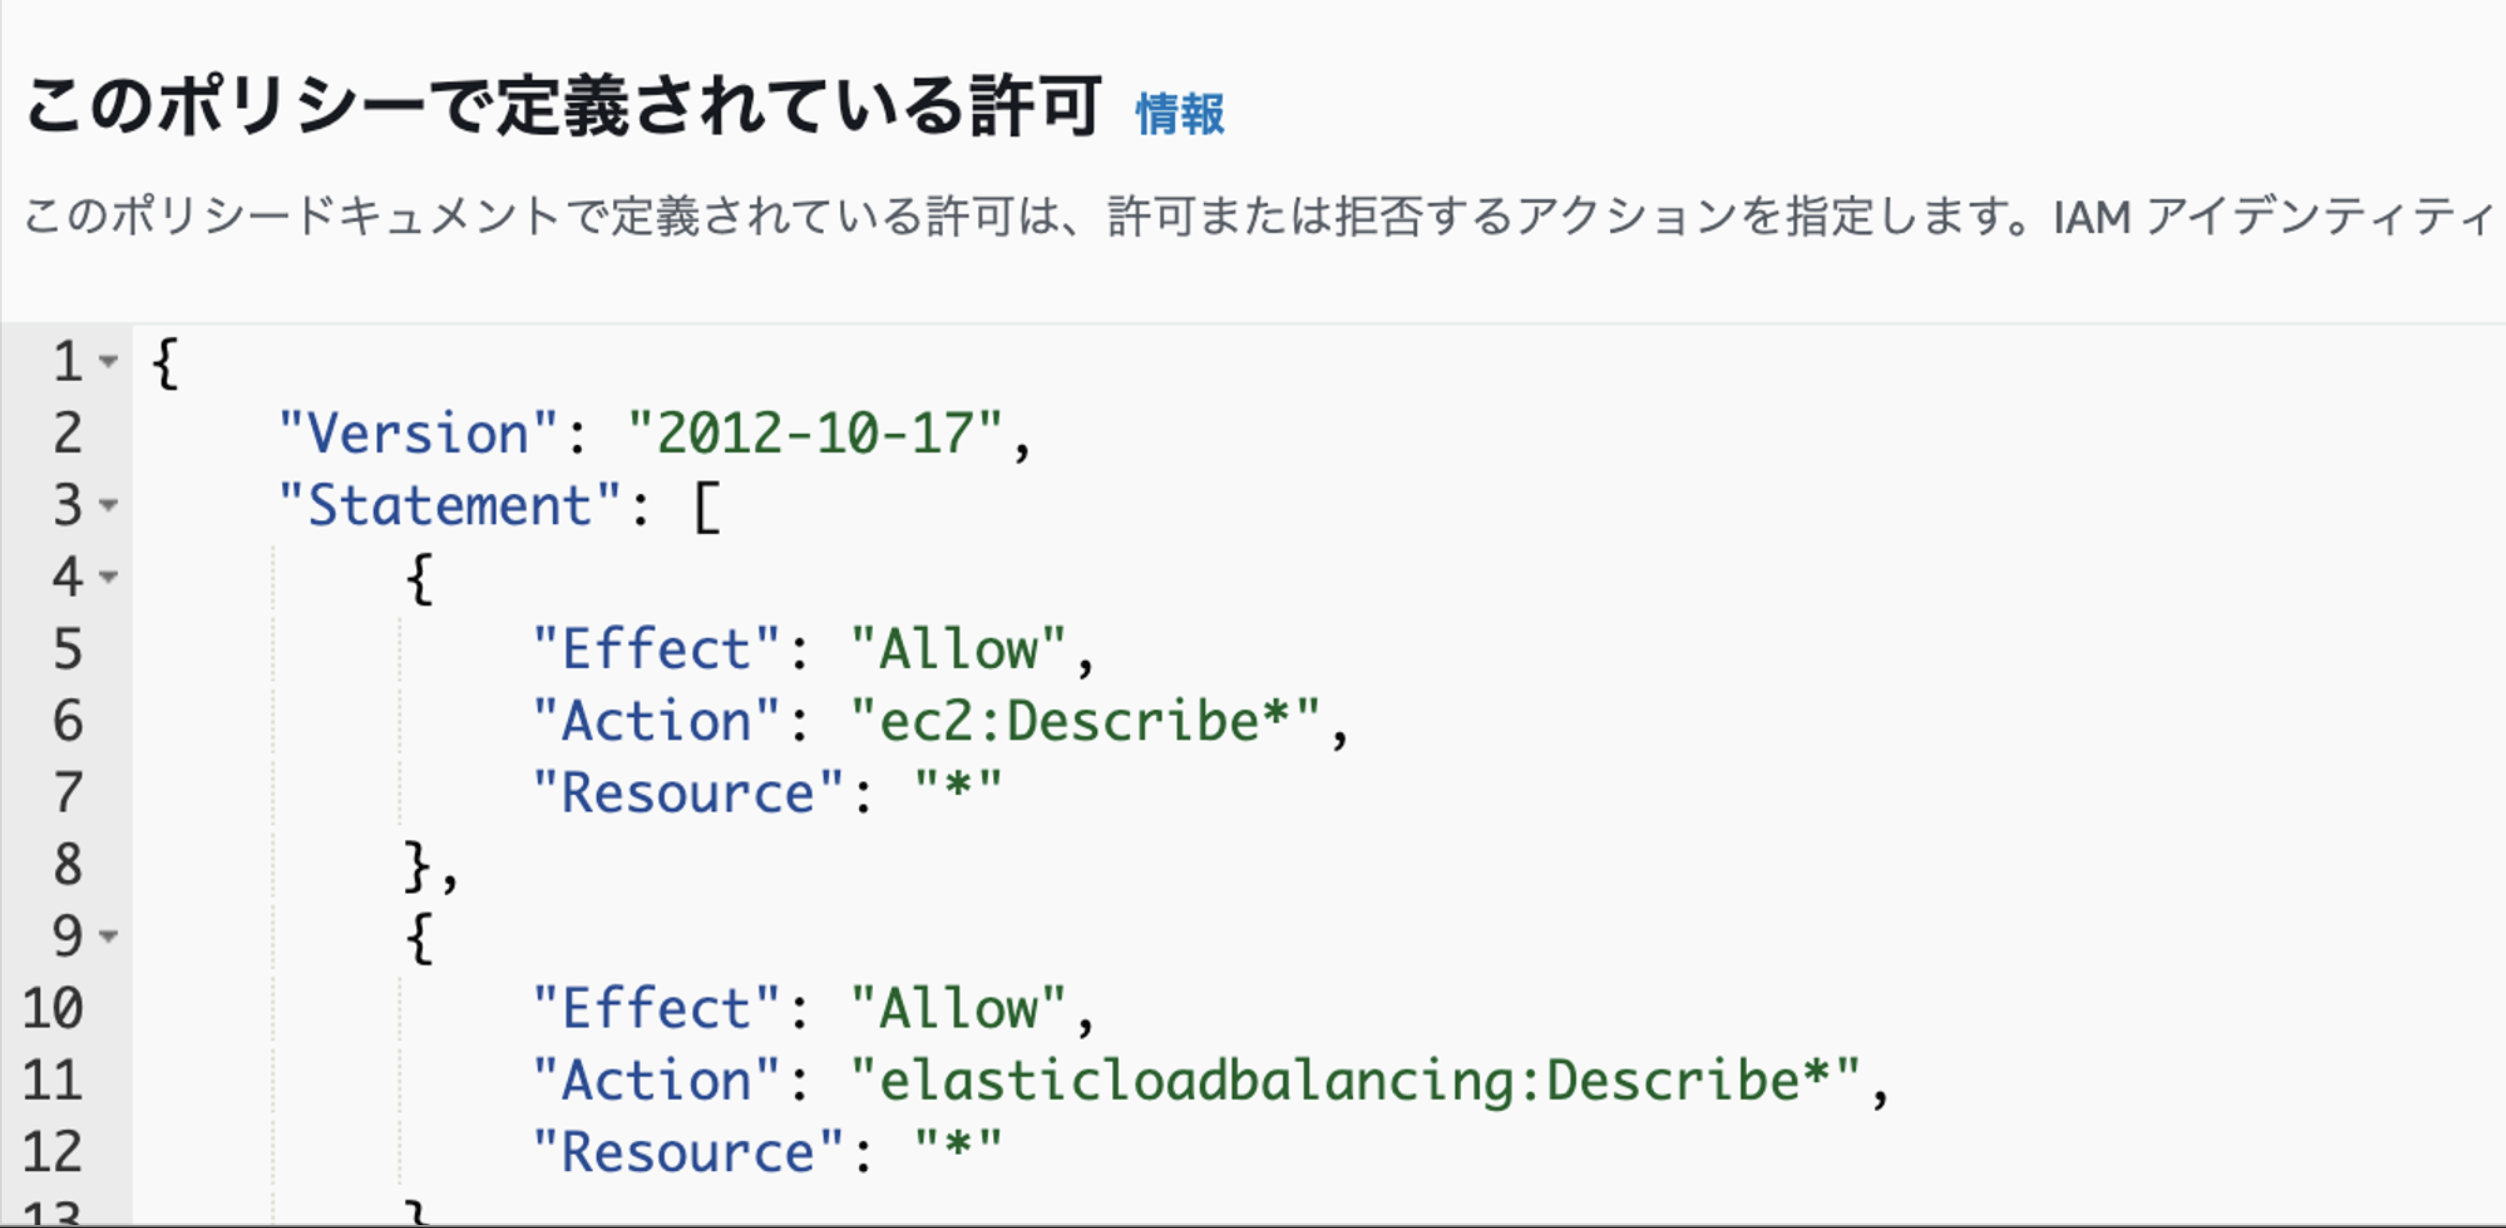 このポリシーで定義されている許可 情報
このポリシードキュメントで定義されている許可は、許可または拒否するアクションを指定します。IAM アイデンティティ
1 {
2 "Version": "2012-10-17",
3 "Statement": [
4 {
5 "Effect": "Allow",
6 "Action": "ec2:Describe*",
7 "Resource": "*"
8 },
9 {
10 "Effect": "Allow",
11 "Action": "elasticloadbalancing:Describe*",
12 "Resource": "*"
13 }